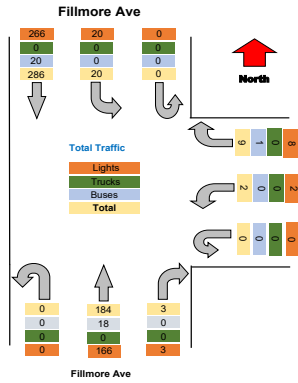 Fillmore Ave
266 20 0
0 0 0
20 0 0
286 20 0
North
Total Traffic
Lights
Trucks
Buses
Total
9 1 0 8
2 0 0 2
0 0 0 0
0 184 3
0 18 0
0 0 0
0 166 3
Fillmore Ave